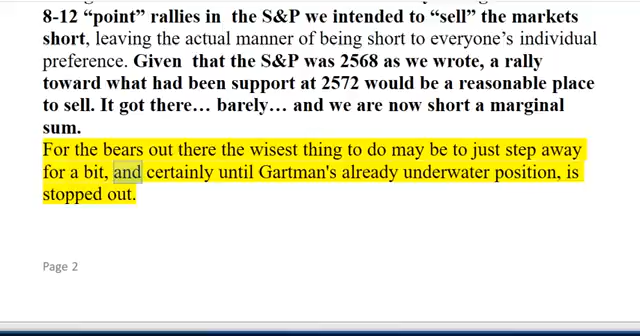 8-12 “point” rallies in the S&P we intended to “sell” the markets
short, leaving the actual manner of being short to everyone’s individual
preference. Given that the S&P was 2568 as we wrote, a rally
toward what had been support at 2572 would be a reasonable place
to sell. It got there… barely… and we are now short a marginal
sum.
For the bears out there the wisest thing to do may be to just step away
for a bit, and certainly until Gartman's already underwater position, is
stopped out.
Page 2